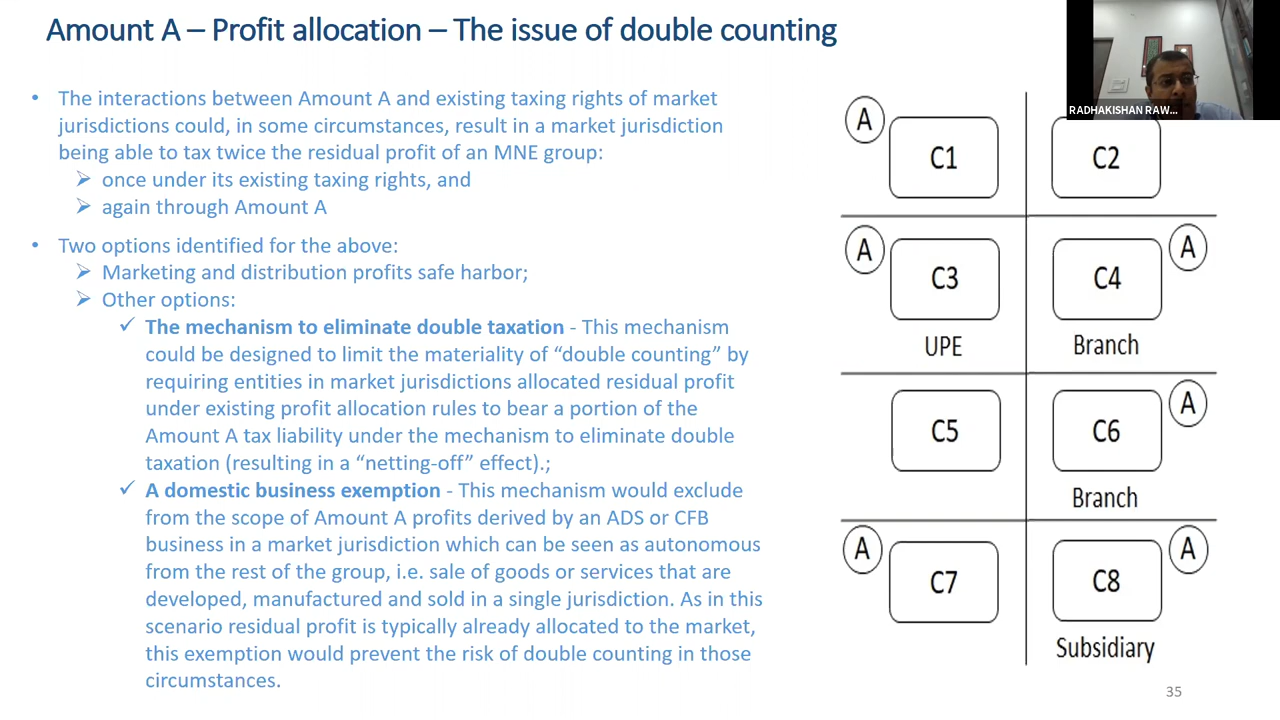 Amount A – Profit allocation – The issue of double counting
RADHAKISHAN RAW...
• The interactions between Amount A and existing taxing rights of market
jurisdictions could, in some circumstances, result in a market jurisdiction
being able to tax twice the residual profit of an MNE group:
➢ once under its existing taxing rights, and
➢ again through Amount A
• Two options identified for the above:
➢ Marketing and distribution profits safe harbor;
➢ Other options:
✓ The mechanism to eliminate double taxation - This mechanism
could be designed to limit the materiality of “double counting” by
requiring entities in market jurisdictions allocated residual profit
under existing profit allocation rules to bear a portion of the
Amount A tax liability under the mechanism to eliminate double
taxation (resulting in a “netting-off” effect).;
✓ A domestic business exemption - This mechanism would exclude
from the scope of Amount A profits derived by an ADS or CFB
business in a market jurisdiction which can be seen as autonomous
from the rest of the group, i.e. sale of goods or services that are
developed, manufactured and sold in a single jurisdiction. As in this
scenario residual profit is typically already allocated to the market,
this exemption would prevent the risk of double counting in those
circumstances.
A
C1
C2
A
C3
C4
A
UPE
Branch
C5
C6
A
Branch
A
C7
C8
A
Subsidiary
35